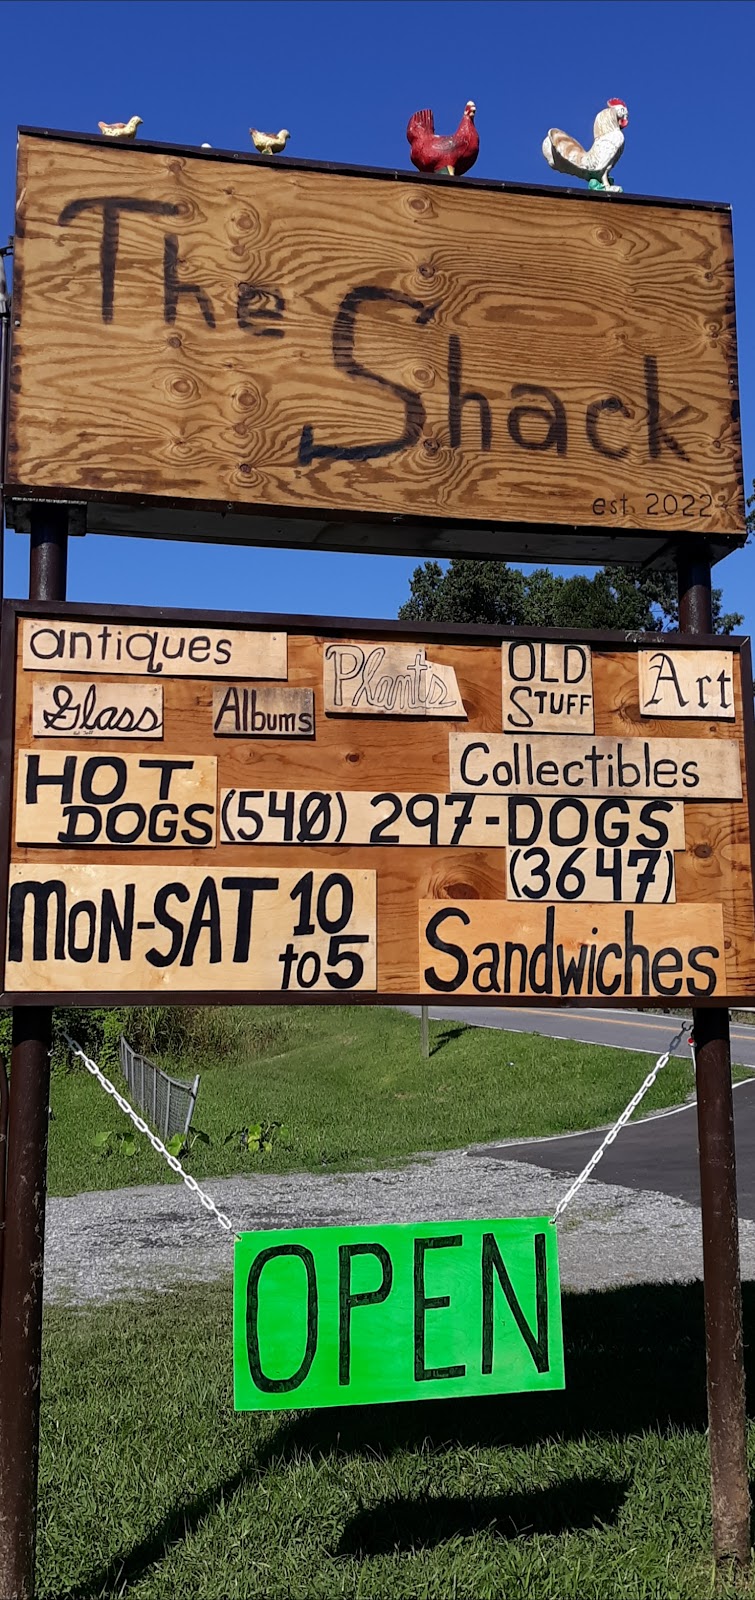 The
Shack
est. 2022
antiques
Plants
OLD
STUFF
Art
Glass
Albums
Collectibles
HOT
DOGS
(540) 297-DOGS
(3647)
MON-SAT 10
to 5
Sandwiches
OPEN